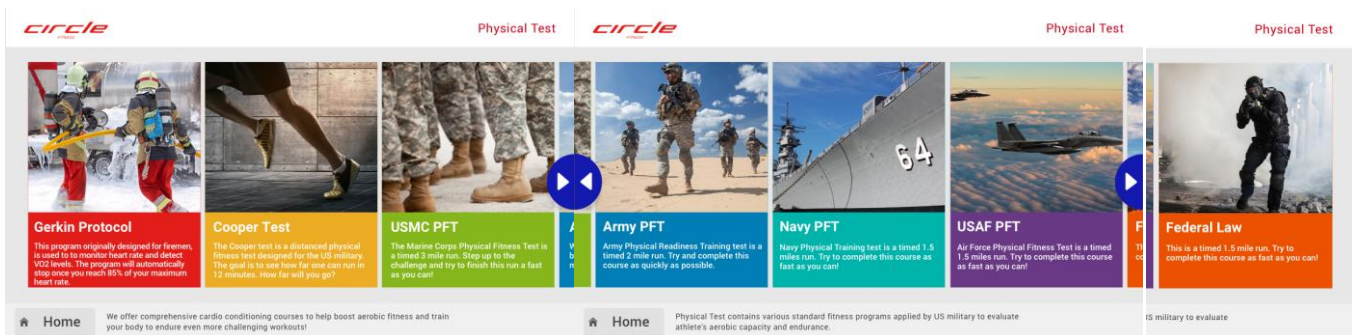 circle
FITNESS
Physical Test
Gerkin Protocol
This program originally designed for firemen,
is used to to monitor heart rate and detect
VO2 levels. The program will automatically
stop once you reach 85% of your maximum
heart rate.
Cooper Test
The Cooper test is a distanced physical
fitness test designed for the US military.
The goal is to see how far one can run in
12 minutes. How far will you go?
USMC PFT
The Marine Corps Physical Fitness Test is
a timed 3 mile run. Step up to the
challenge and try to finish this run a fast
as you can!
Home
We offer comprehensive cardio conditioning courses to help boost aerobic fitness and train
your body to endure even more challenging workouts!
circle
FITNESS
Physical Test
Army PFT
Army Physical Readiness Training test is a
timed 2 mile run. Try and complete this
course as quickly as possible.
64
Navy PFT
Navy Physical Training test is a timed 1.5
miles run. Try to complete this course as
fast as you can!
USAF PFT
Air Force Physical Fitness Test is a timed
1.5 miles run. Try to complete this course
as fast as you can!
F
Th
co
Home
Physical Test contains various standard fitness programs applied by US military to evaluate
athlete's aerobic capacity and endurance.
Physical Test
Federal Law
This is a timed 1.5 mile run. Try to
complete this course as fast as you can!
US military to evaluate